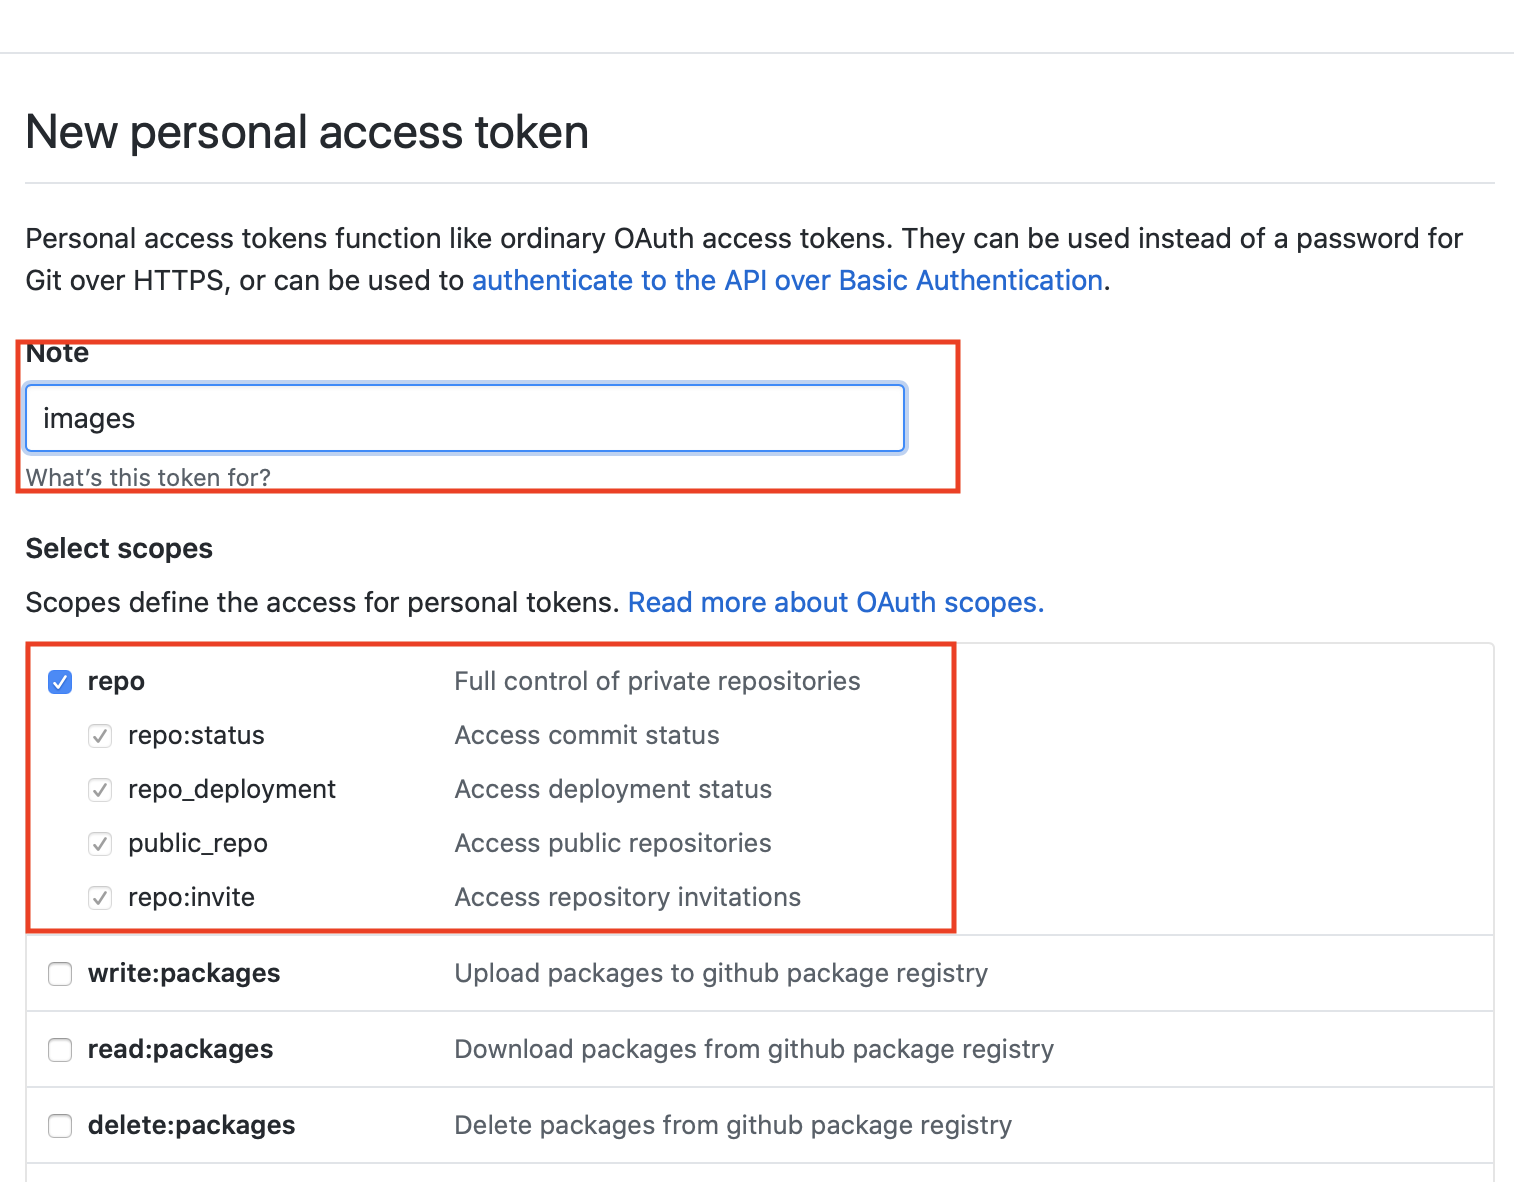 New personal access token
Personal access tokens function like ordinary OAuth access tokens. They can be used instead of a password for
Git over HTTPS, or can be used to authenticate to the API over Basic Authentication.
Note
images
What's this token for?
Select scopes
Scopes define the access for personal tokens. Read more about OAuth scopes.
repo Full control of private repositories
repo:status Access commit status
repo_deployment Access deployment status
public_repo Access public repositories
repo:invite Access repository invitations
write:packages Upload packages to github package registry
read:packages Download packages from github package registry
delete:packages Delete packages from github package registry